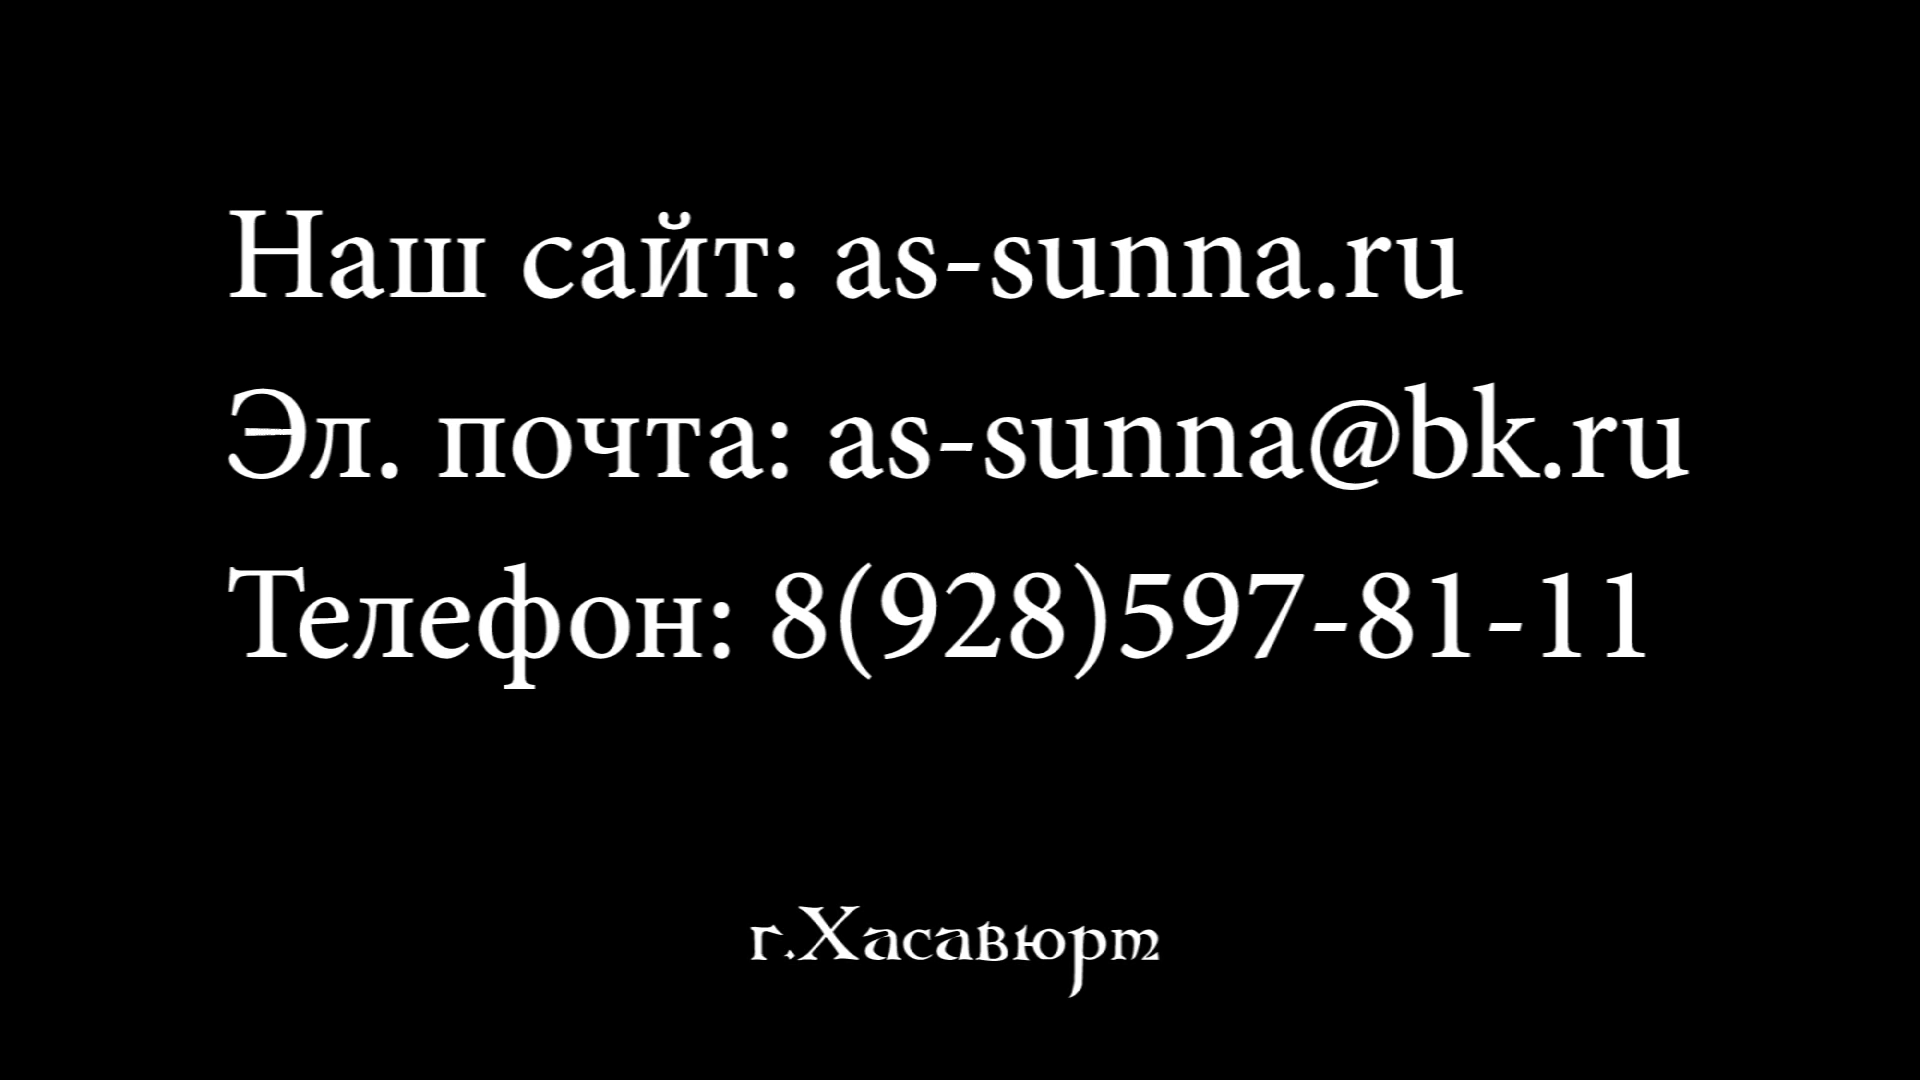 Наш сайт: as-sunna.ru
Эл. почта: as-sunna@bk.ru
Телефон: 8(928)597-81-11
г.Хасавюрт